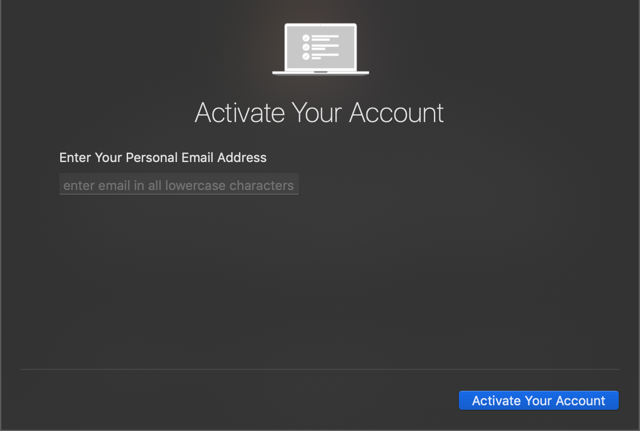 Activate Your Account
Enter Your Personal Email Address
enter email in all lowercase characters
Activate Your Account